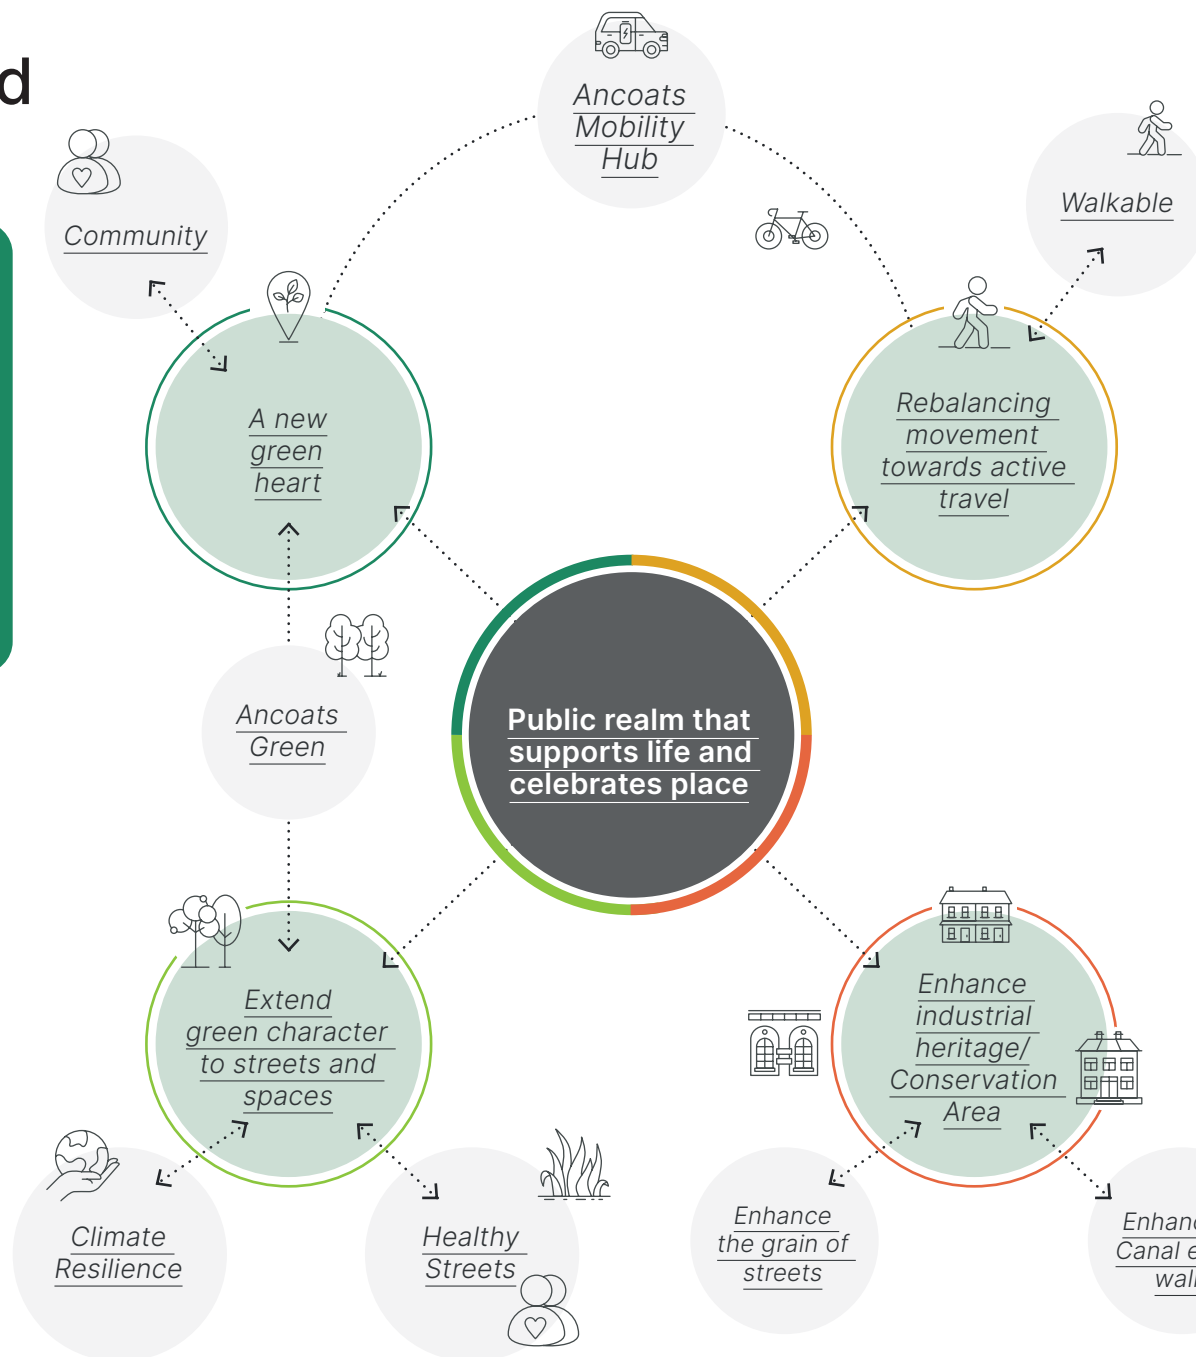 d
Ancoats
Mobility
Hub
Community
Walkable
A new
green
heart
Rebalancing
movement
towards active
travel
Ancoats
Green
Public realm that
supports life and
celebrates place
Extend
green character
to streets and
spaces
Enhance
industrial
heritage/
Conservation
Area
Climate
Resilience
Healthy
Streets
Enhance
the grain of
streets
Canal